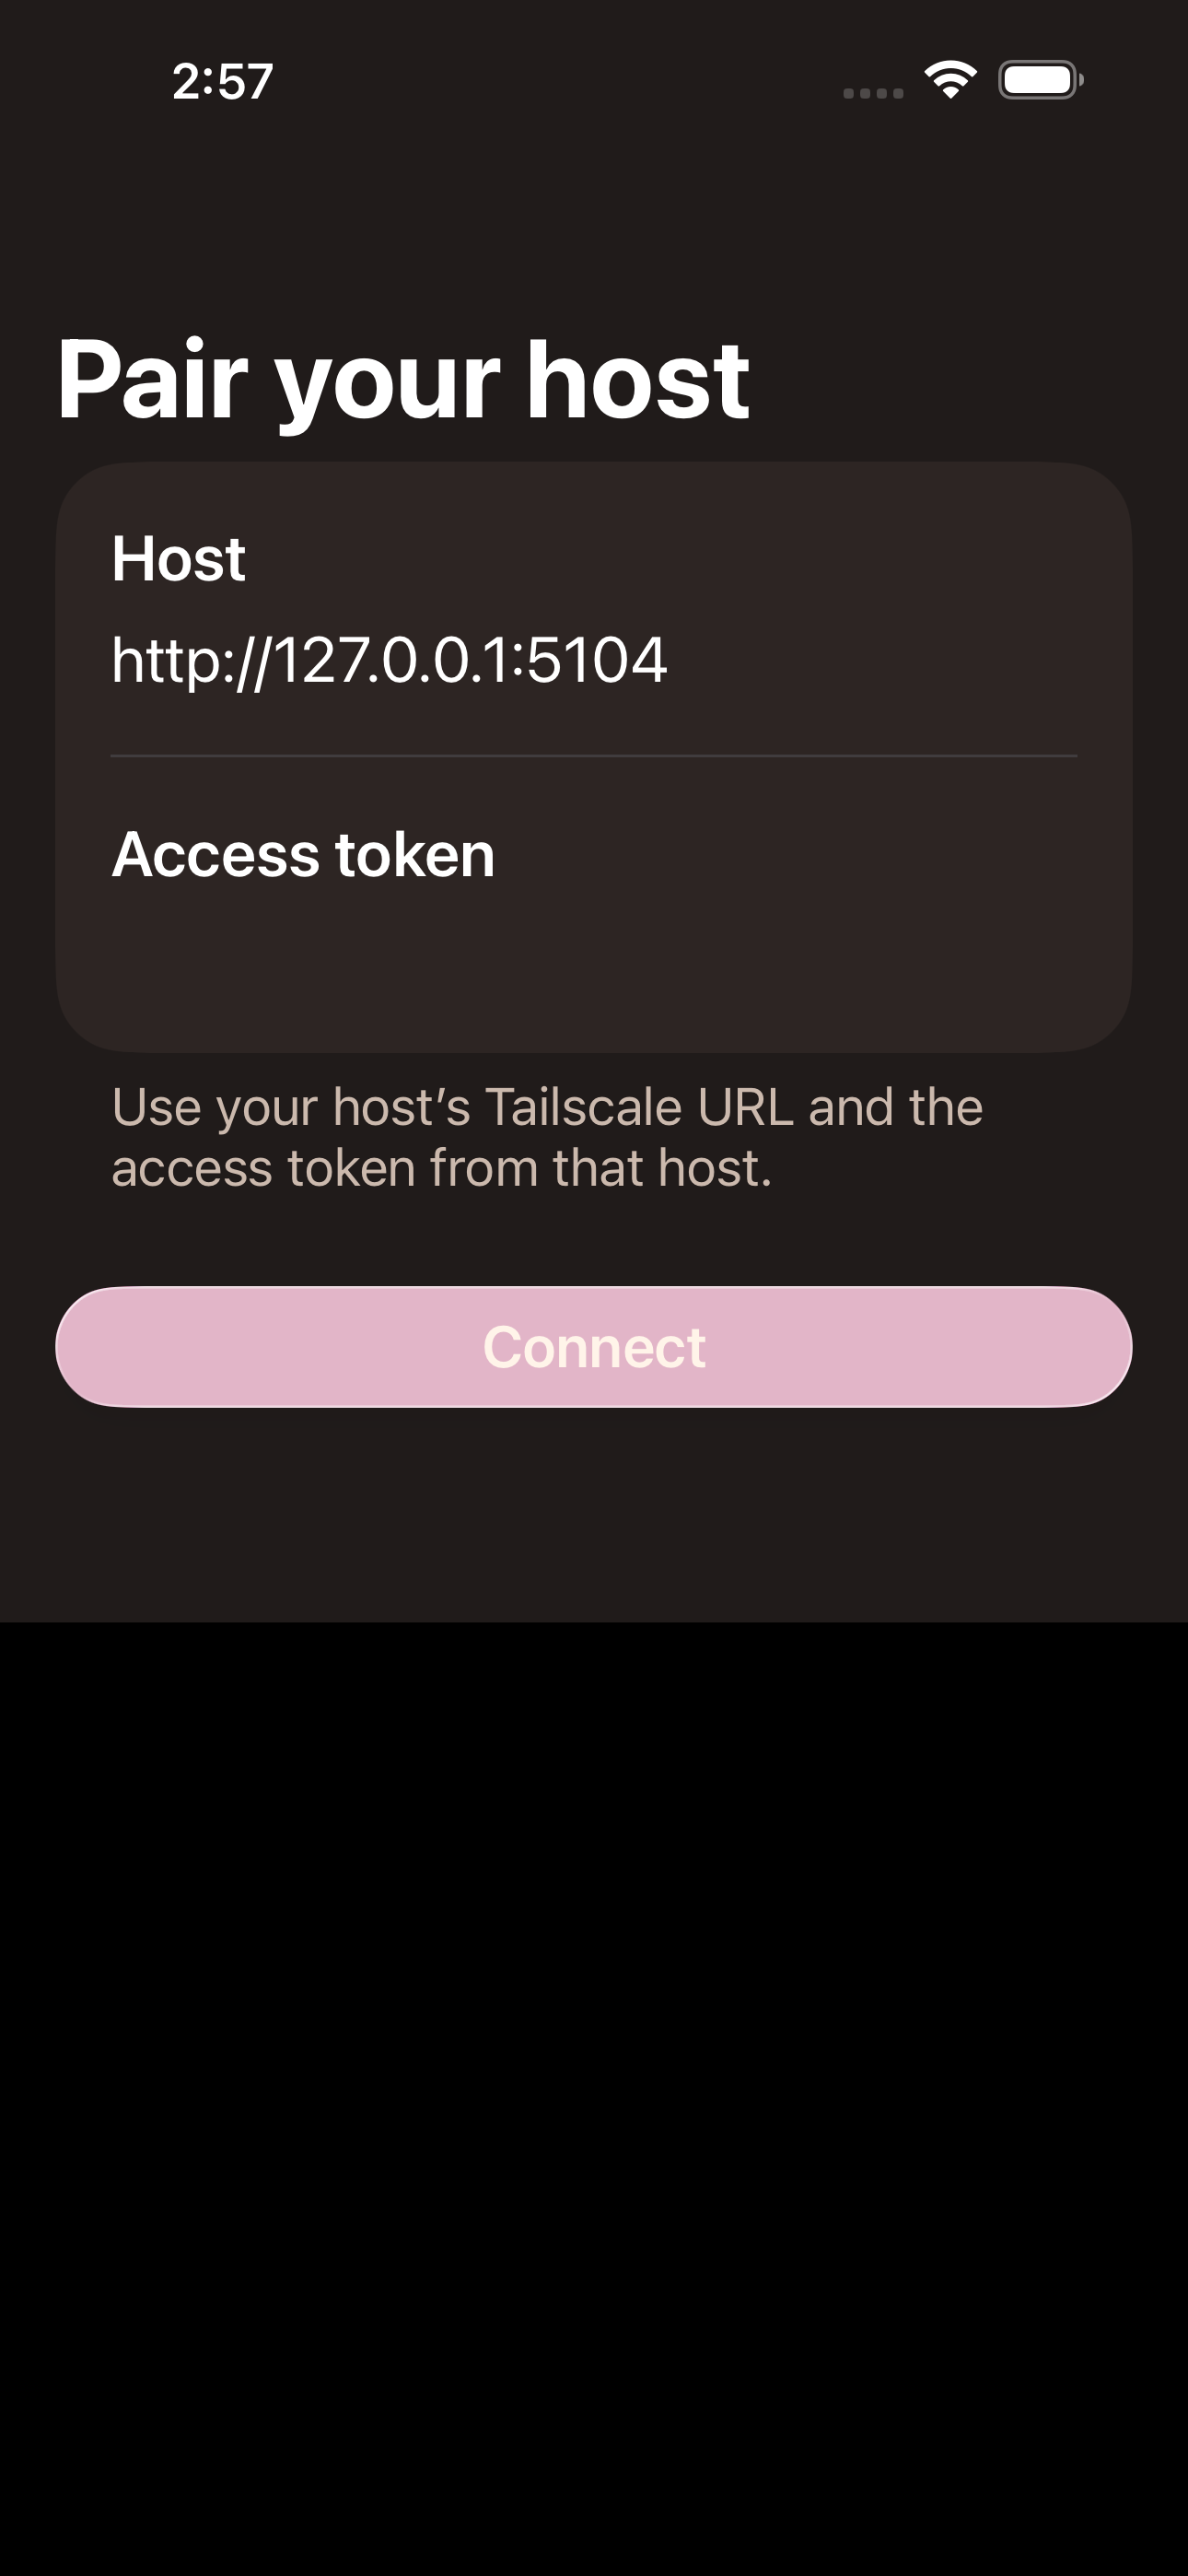 2:57
Pair your host
Host
http://127.0.0.1:5104
Access token
Use your host’s Tailscale URL and the
access token from that host.
Connect